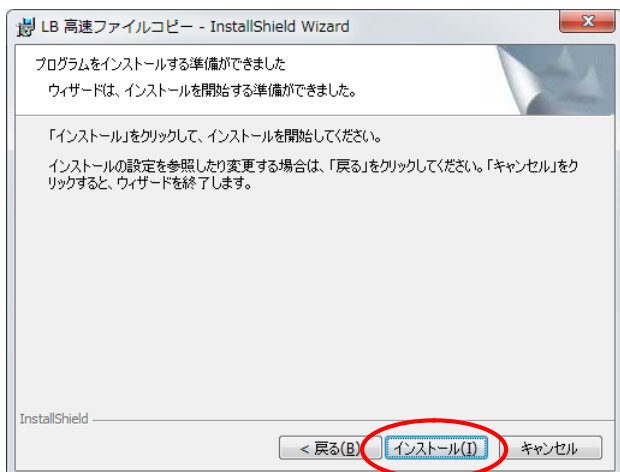 LB 高速ファイルコピー - InstallShield Wizard
プログラムをインストールする準備ができました
ウィザードは、インストールを開始する準備ができました。
「インストール」をクリックして、インストールを開始してください。
インストールの設定を参照したり変更する場合は、「戻る」をクリックしてください。「キャンセル」をク
リックすると、ウィザードを終了します。
InstallShield
< 戻る(B) インストール(I) キャンセル